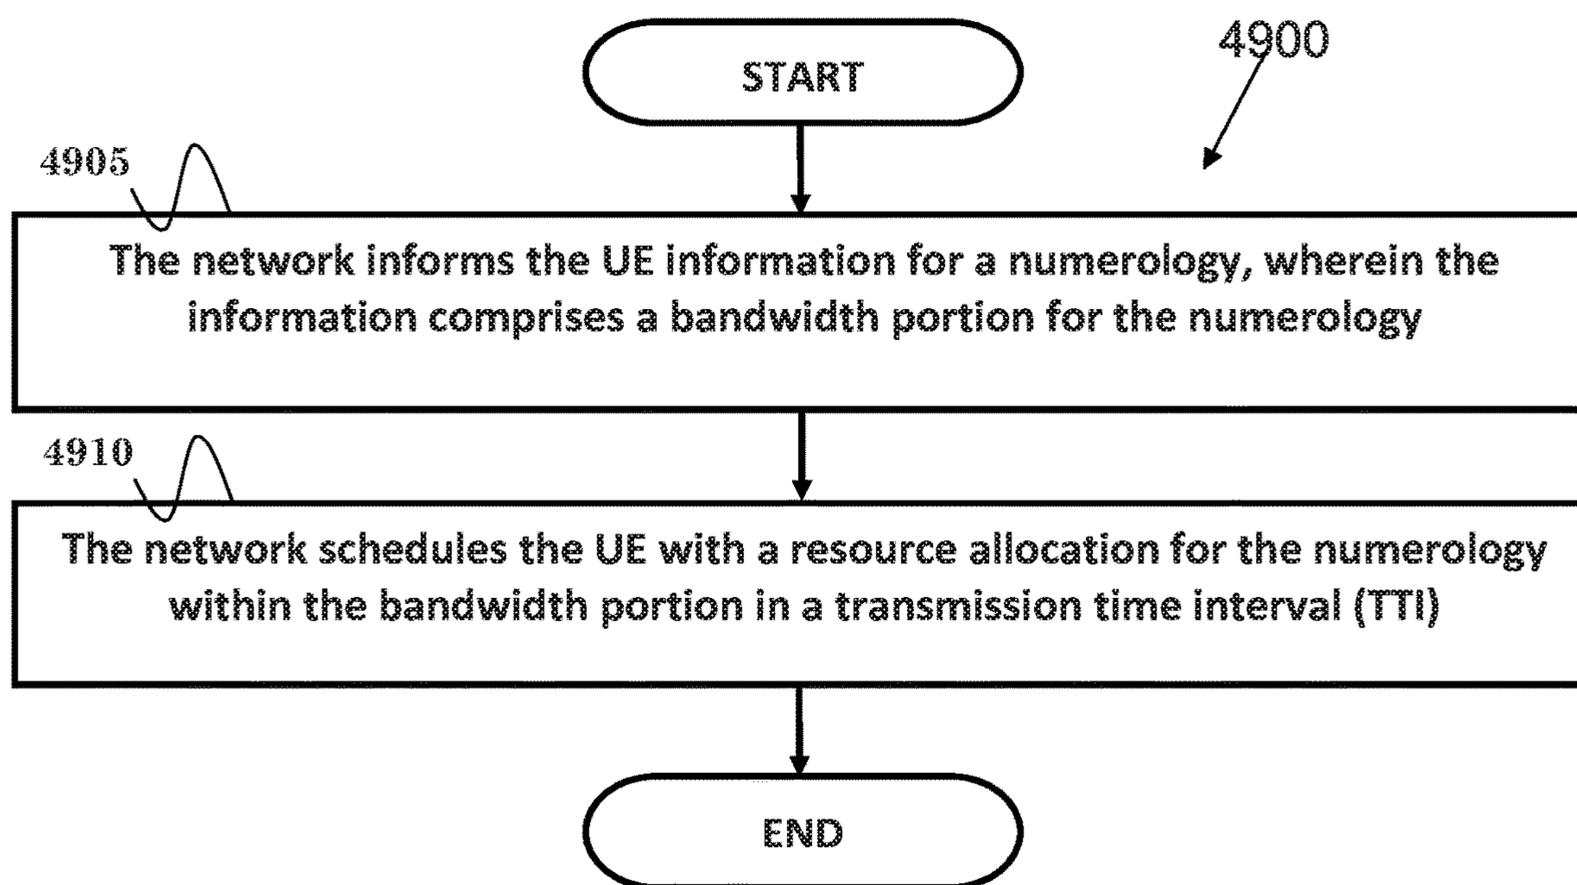 START
4900
4905
The network informs the UE information for a numerology, wherein the
information comprises a bandwidth portion for the numerology
4910
The network schedules the UE with a resource allocation for the numerology
within the bandwidth portion in a transmission time interval (TTI)
END